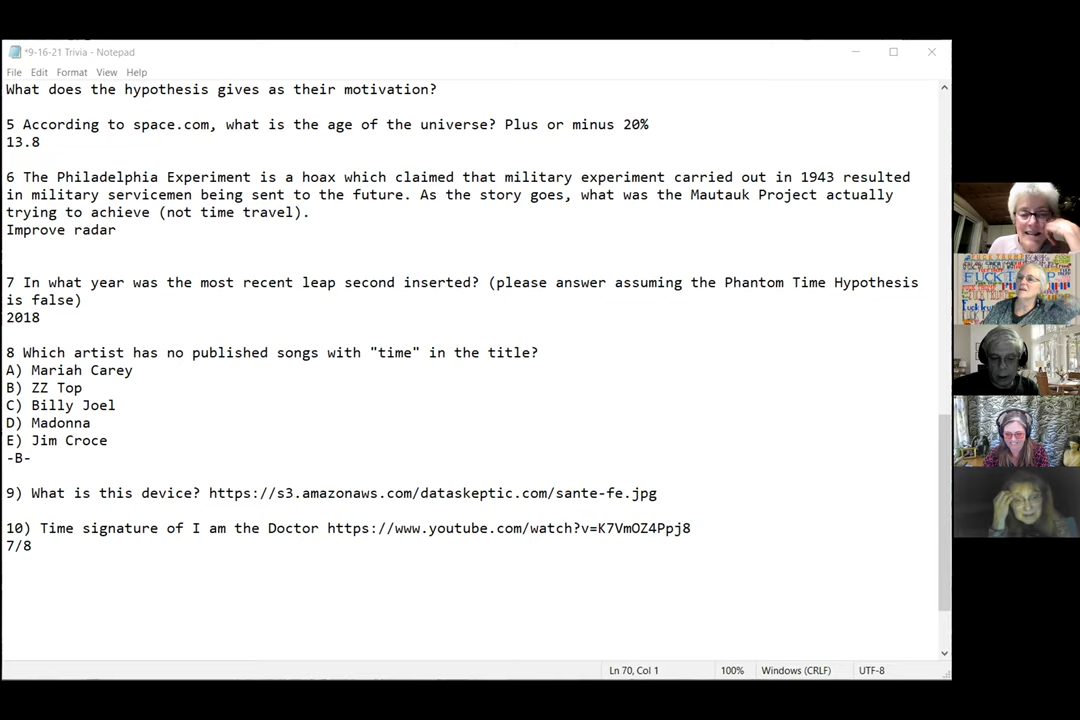 *9-16-21 Trivia - Notepad
File Edit Format View Help
What does the hypothesis gives as their motivation?
5 According to space.com, what is the age of the universe? Plus or minus 20%
13.8
6 The Philadelphia Experiment is a hoax which claimed that military experiment carried out in 1943 resulted
in military servicemen being sent to the future. As the story goes, what was the Mautauk Project actually
trying to achieve (not time travel).
Improve radar
7 In what year was the most recent leap second inserted? (please answer assuming the Phantom Time Hypothesis
is false)
2018
8 Which artist has no published songs with "time" in the title?
A) Mariah Carey
B) ZZ Top
C) Billy Joel
D) Madonna
E) Jim Croce
-B-
9) What is this device? https://s3.amazonaws.com/dataskeptic.com/sante-fe.jpg
10) Time signature of I am the Doctor https://www.youtube.com/watch?v=K7VmOZ4Ppj8
7/8
Ln 70, Col 1 100% Windows (CRLF) UTF-8